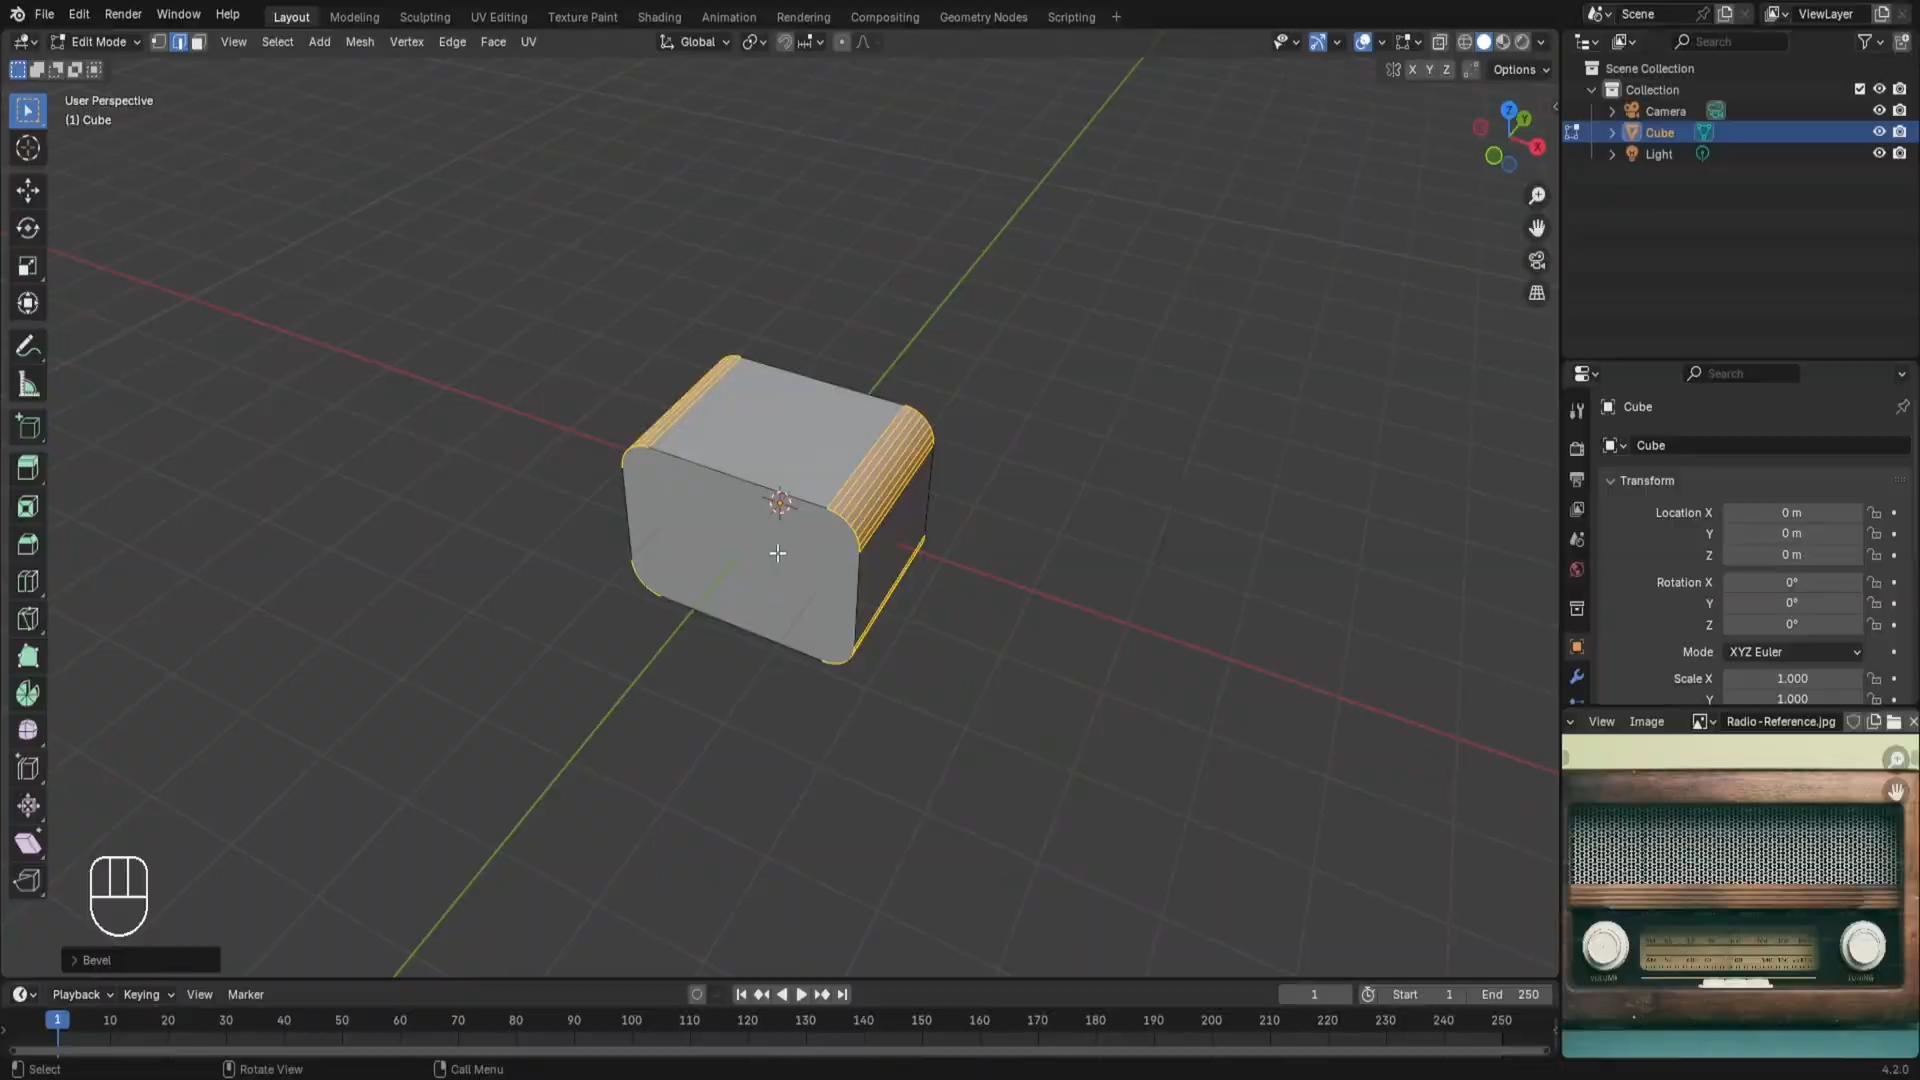 File Edit Render Window Help Layout Modeling Sculpting UV Editing Texture Paint Shading Animation Rendering Compositing Geometry Nodes Scripting + Scene ViewLayer
Edit Mode View Select Add Mesh Vertex Edge Face UV Global Search
X Y Z Options
Scene Collection
Collection
User Perspective
(1) Cube
Camera
Cube
Light
Z
Y
X
Search
Cube
Cube
Transform
Location X 0 m
Y 0 m
Z 0 m
Rotation X 0°
Y 0°
Z 0°
Mode XYZ Euler
Scale X 1.000
Y 1.000
View Image Radio-Reference.jpg
VOLUME TUNING
Bevel
Playback Keying View Marker 1 Start 1 End 250
1 10 20 30 40 50 60 70 80 90 100 110 120 130 140 150 160 170 180 190 200 210 220 230 240 250
Select Rotate View Call Menu 4.2.0